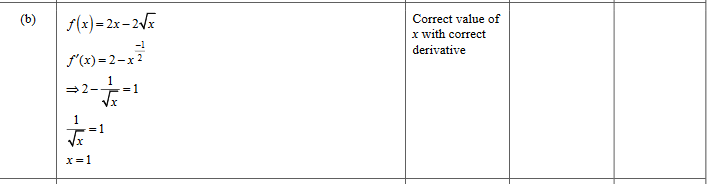 (b)
f(x)=2x−2√x
f'(x)=2−x^(−1/2)
⇒2−1/√x=1
1/√x=1
x=1
Correct value of
x with correct
derivative